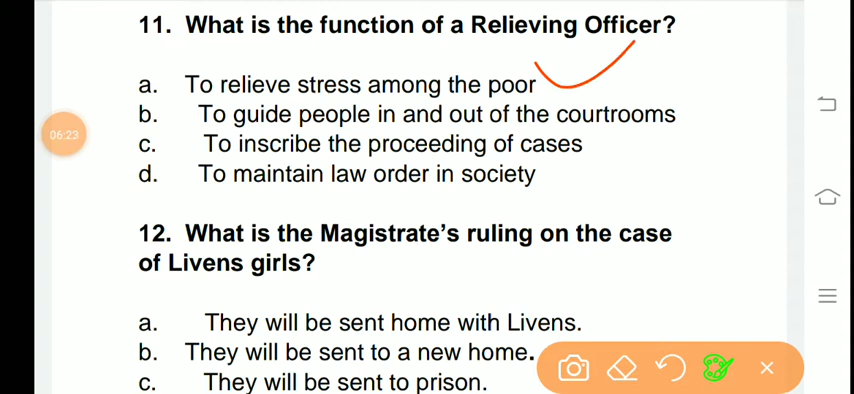 11. What is the function of a Relieving Officer?
a. To relieve stress among the poor
b. To guide people in and out of the courtrooms
c. To inscribe the proceeding of cases
d. To maintain law order in society
06:23
12. What is the Magistrate's ruling on the case
of Livens girls?
a. They will be sent home with Livens.
b. They will be sent to a new home.
c. They will be sent to prison.